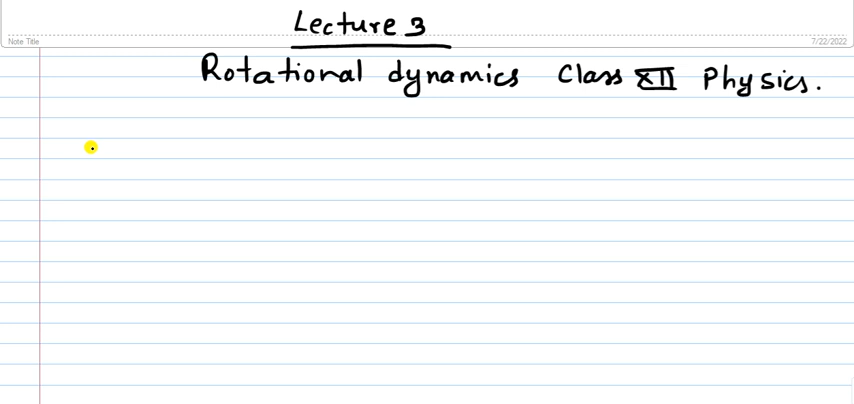 Lecture 3
Note Title
7/22/2022
Rotational dynamics Class XII Physics.